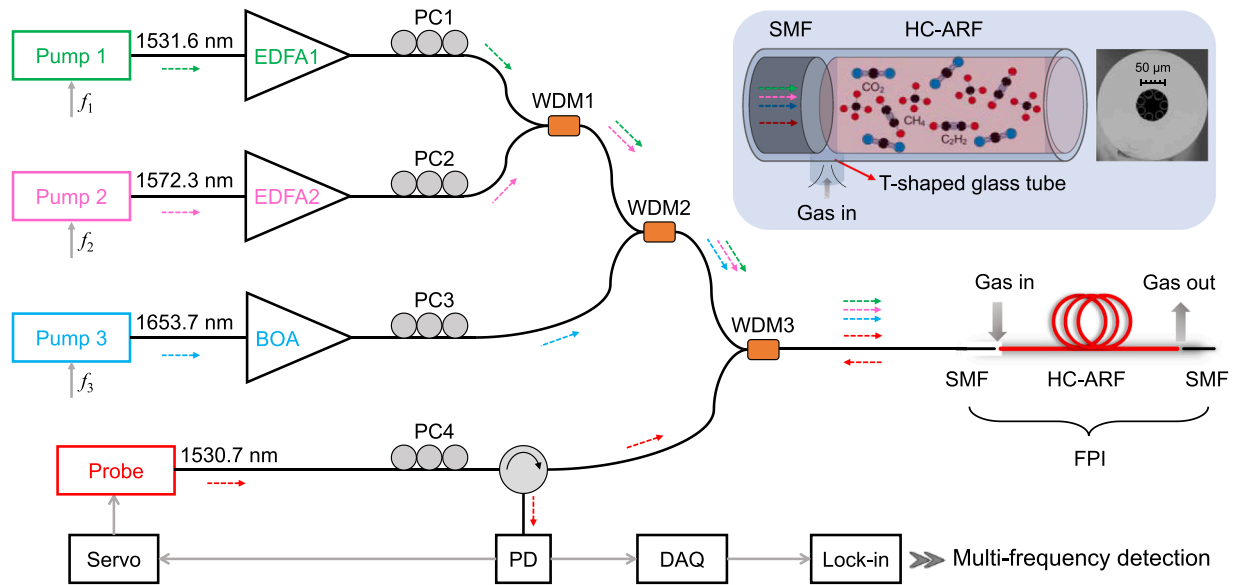 PC1
1531.6 nm
Pump 1
EDFA1
f1
WDM1
PC2
1572.3 nm
Pump 2
EDFA2
f2
WDM2
PC3
1653.7 nm
Pump 3
BOA
f3
WDM3
PC4
1530.7 nm
Probe
Servo
PD
DAQ
Lock-in
Multi-frequency detection
SMF
HC-ARF
50 μm
CO2
CH4
C2H2
T-shaped glass tube
Gas in
Gas in
Gas out
SMF
HC-ARF
SMF
FPI